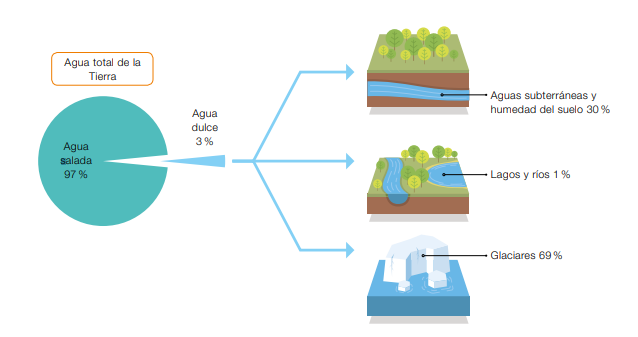 Agua total de la
Tierra
Agua
salada
97 %
Agua
dulce
3 %
Aguas subterráneas y
humedad del suelo 30 %
Lagos y ríos 1 %
Glaciares 69 %